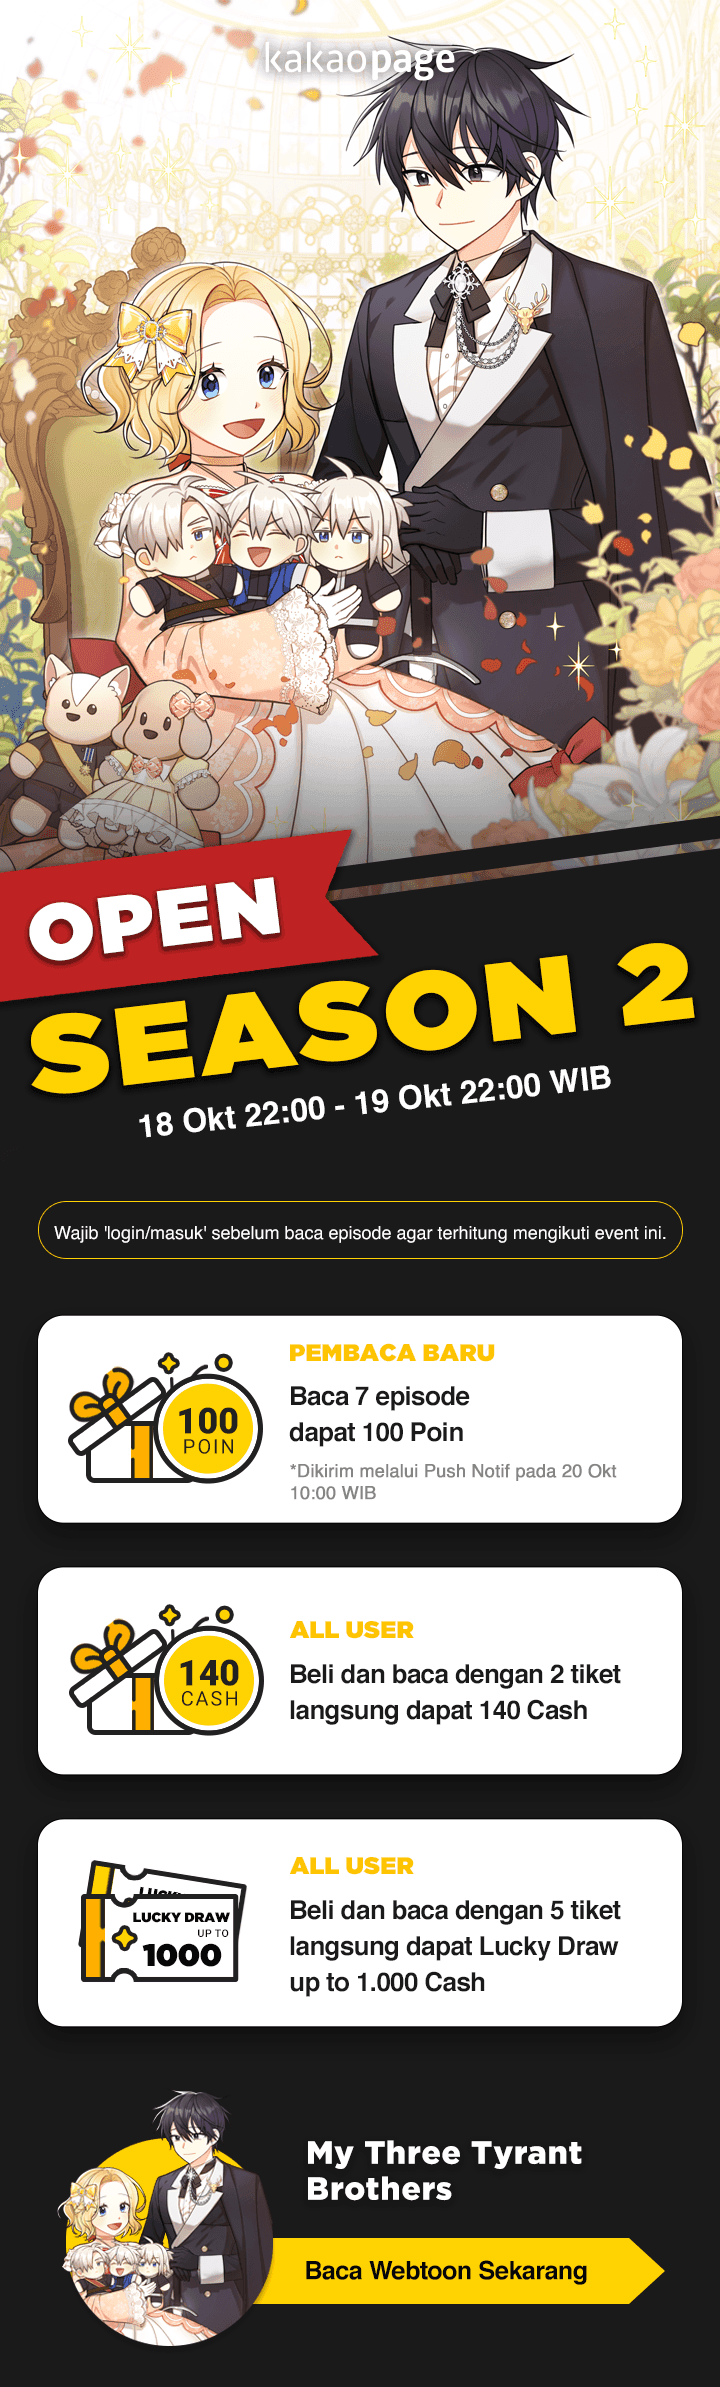 kakaopage
OPEN
SEASON 2
18 Okt 22:00 - 19 Okt 22:00 WIB
Wajib 'login/masuk' sebelum baca episode agar terhitung mengikuti event ini.
100
POIN
PEMBACA BARU
Baca 7 episode
dapat 100 Poin
*Dikirim melalui Push Notif pada 20 Okt
10:00 WIB
140
CASH
ALL USER
Beli dan baca dengan 2 tiket
langsung dapat 140 Cash
LUCKY DRAW
UP TO
1000
ALL USER
Beli dan baca dengan 5 tiket
langsung dapat Lucky Draw
up to 1.000 Cash
My Three Tyrant
Brothers
Baca Webtoon Sekarang